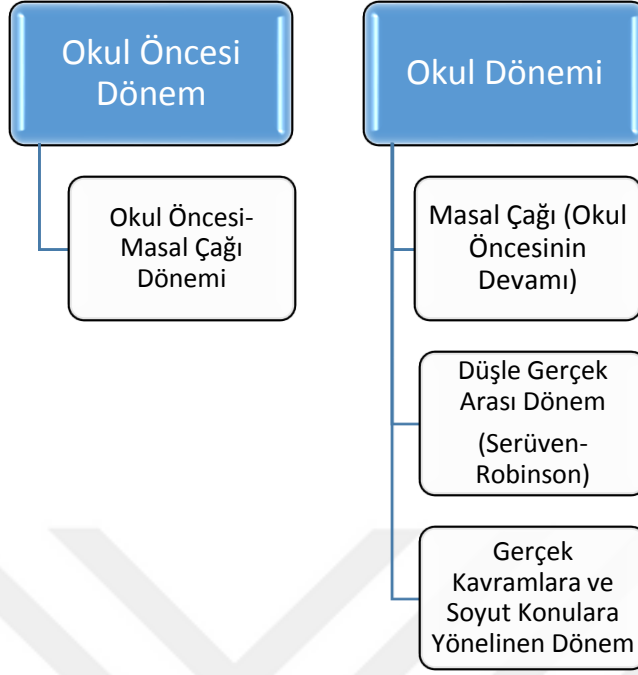 Okul Öncesi
Dönem
Okul Öncesi-
Masal Çağı
Dönemi
Okul Dönemi
Masal Çağı (Okul
Öncesinin
Devamı)
Düşle Gerçek
Arası Dönem
(Serüven-
Robinson)
Gerçek
Kavramlara ve
Soyut Konulara
Yönelinen Dönem